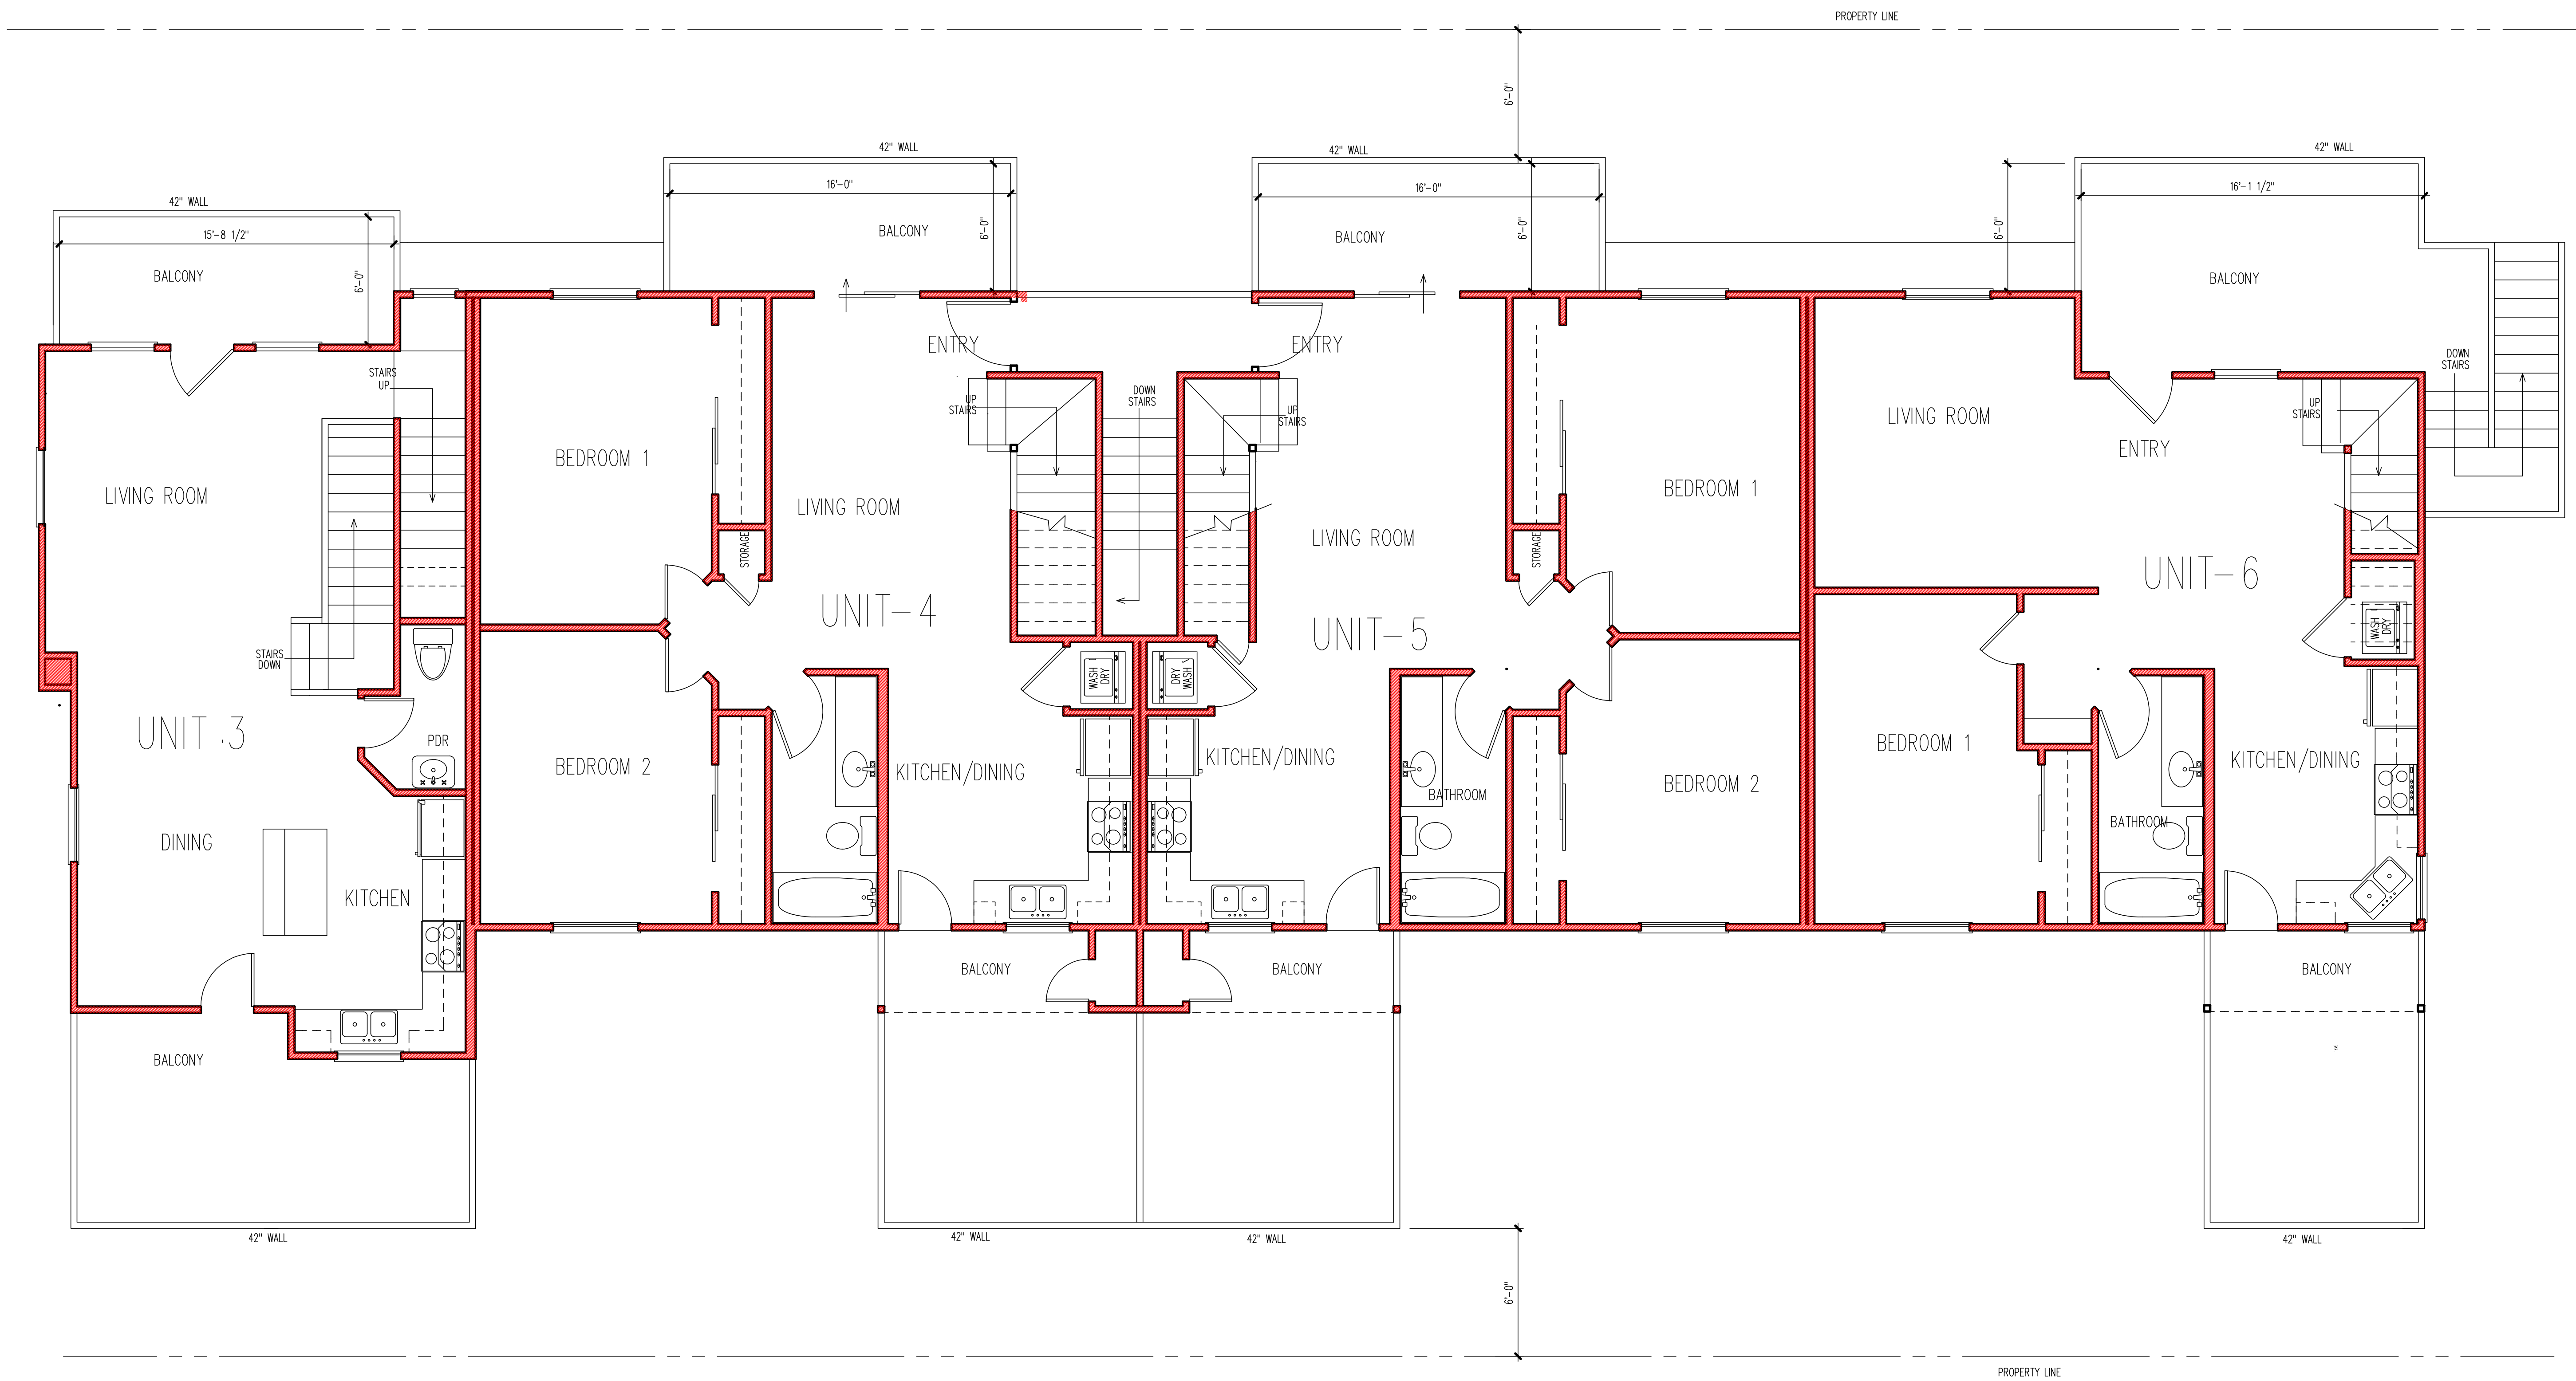 PROPERTY LINE
6'-0"
42" WALL
42" WALL
42" WALL
42" WALL
16'-0"
16'-0"
16'-1 1/2"
15'-8 1/2"
6'-0"
6'-0"
6'-0"
6'-0"
BALCONY
BALCONY
BALCONY
BALCONY
ENTRY
ENTRY
STAIRS
UP
UP
STAIRS
DOWN
STAIRS
UP
STAIRS
UP
STAIRS
DOWN
STAIRS
LIVING ROOM
ENTRY
BEDROOM 1
BEDROOM 1
LIVING ROOM
LIVING ROOM
LIVING ROOM
STORAGE
STORAGE
UNIT-4
UNIT-5
UNIT-6
STAIRS
DOWN
WASH
DRY
DRY
WASH
WASH
DRY
UNIT-3
PDR
BEDROOM 2
KITCHEN/DINING
KITCHEN/DINING
BATHROOM
BEDROOM 2
BEDROOM 1
KITCHEN/DINING
BATHROOM
DINING
KITCHEN
BALCONY
BALCONY
BALCONY
BALCONY
42" WALL
42" WALL
42" WALL
42" WALL
6'-0"
PROPERTY LINE